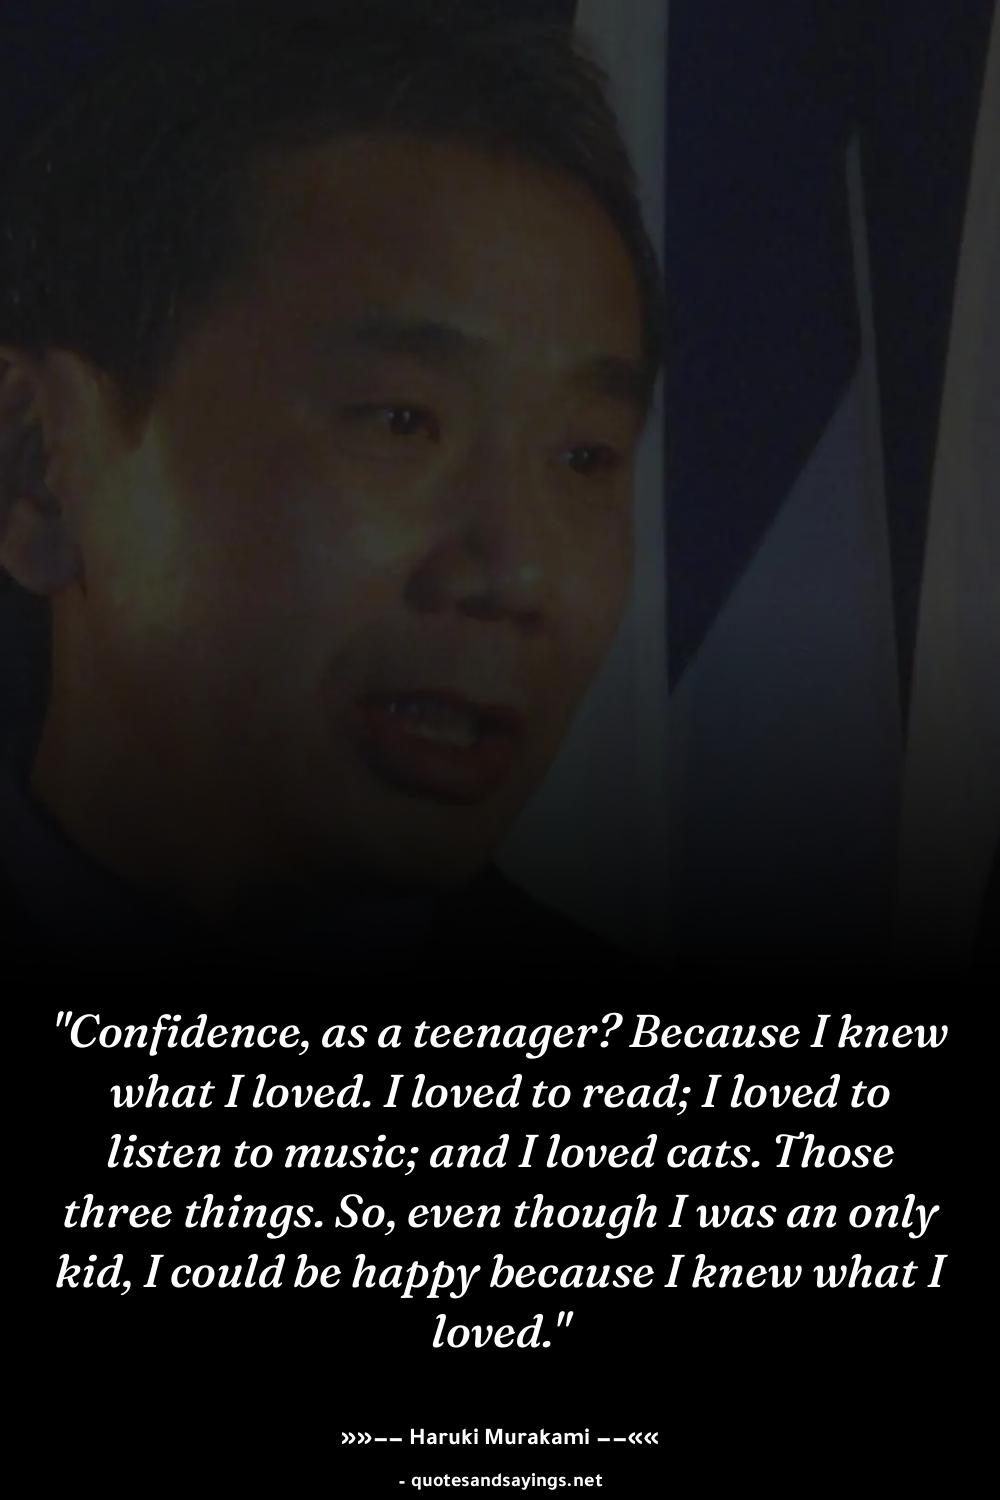 "Confidence, as a teenager? Because I knew
what I loved. I loved to read; I loved to
listen to music; and I loved cats. Those
three things. So, even though I was an only
kid, I could be happy because I knew what I
loved."
»»−− Haruki Murakami −−««
- quotesandsayings.net